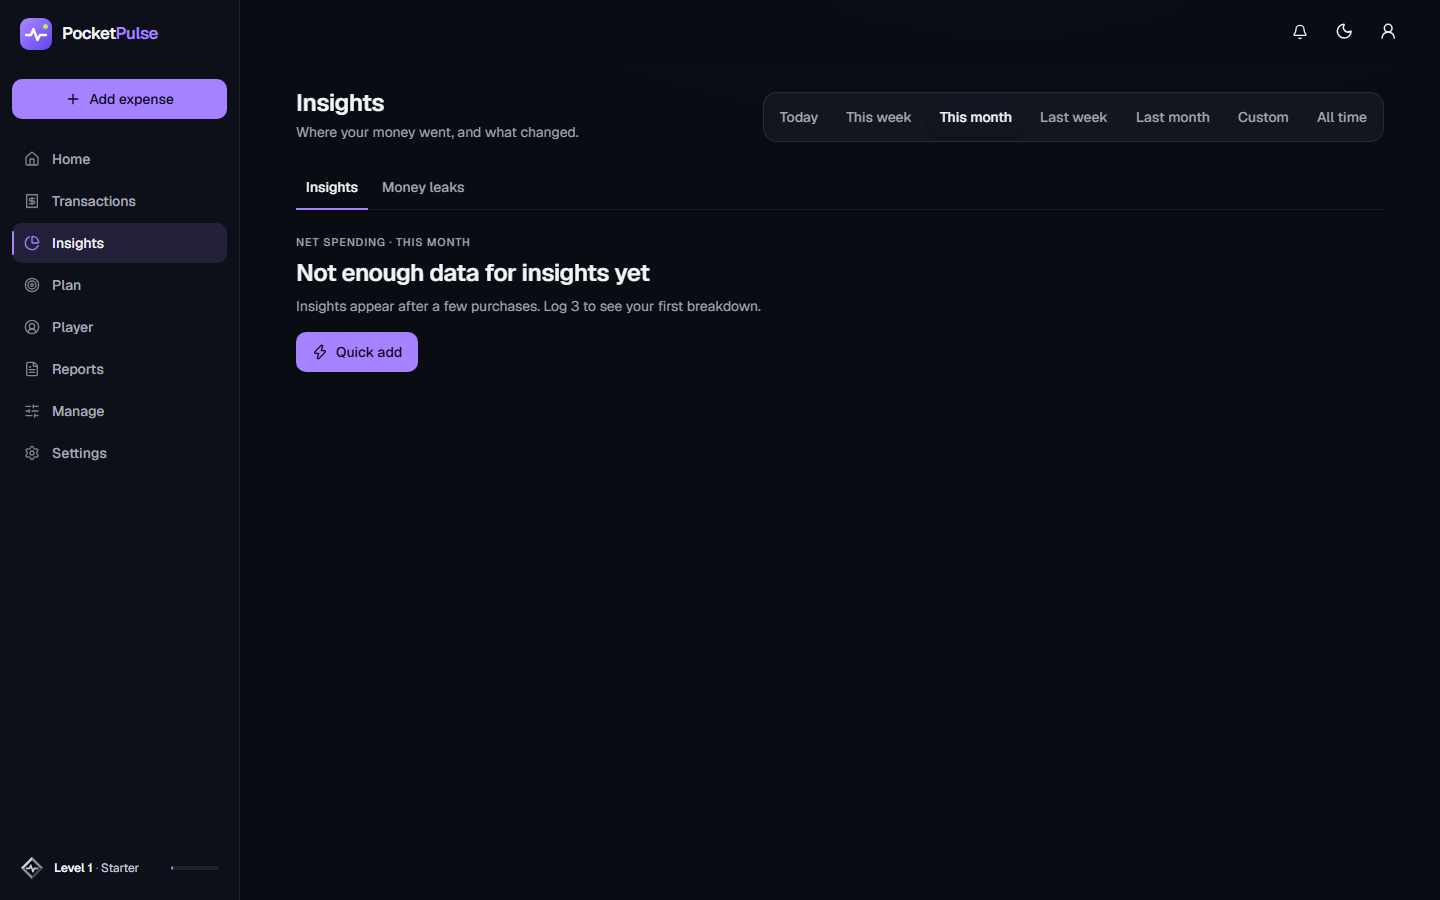 PocketPulse
Add expense
Home
Transactions
Insights
Plan
Player
Reports
Manage
Settings
Level 1 · Starter
Insights
Where your money went, and what changed.
Today This week This month Last week Last month Custom All time
Insights Money leaks
NET SPENDING · THIS MONTH
Not enough data for insights yet
Insights appear after a few purchases. Log 3 to see your first breakdown.
Quick add